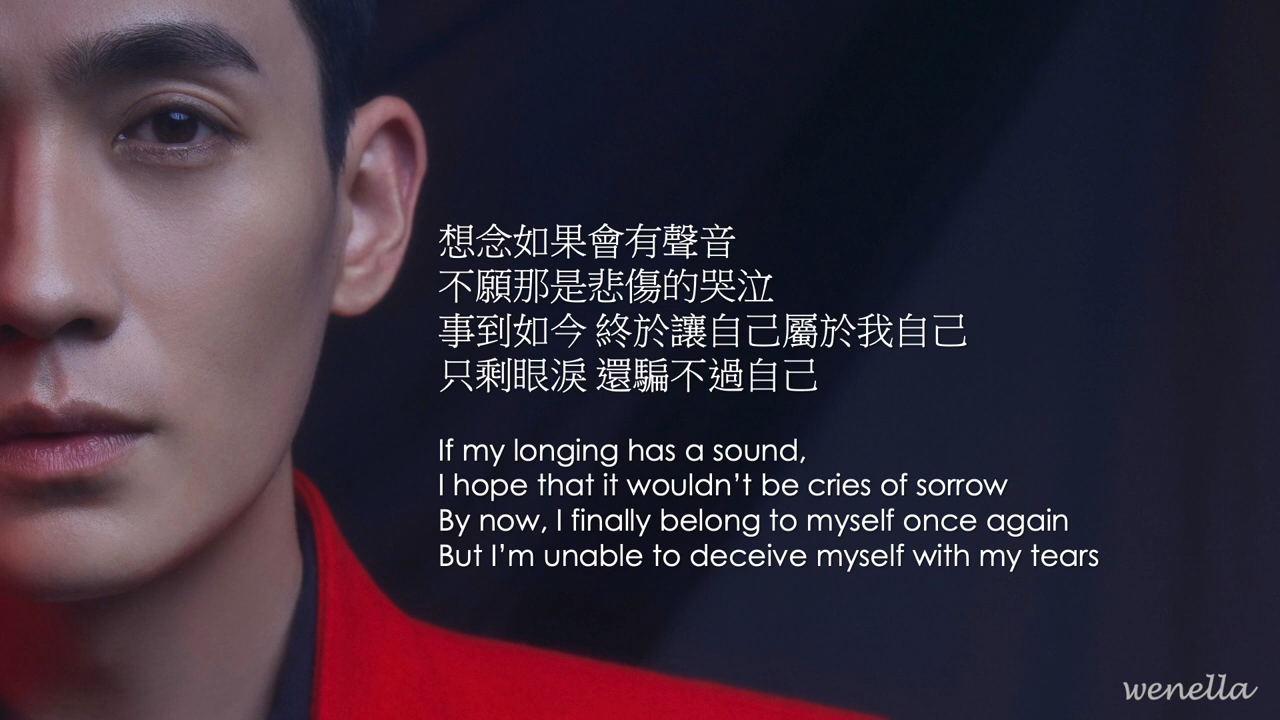 想念如果會有聲音
不願那是悲傷的哭泣
事到如今 終於讓自己屬於我自己
只剩眼淚 還騙不過自己
If my longing has a sound,
I hope that it wouldn't be cries of sorrow
By now, I finally belong to myself once again
But I'm unable to deceive myself with my tears
wenella